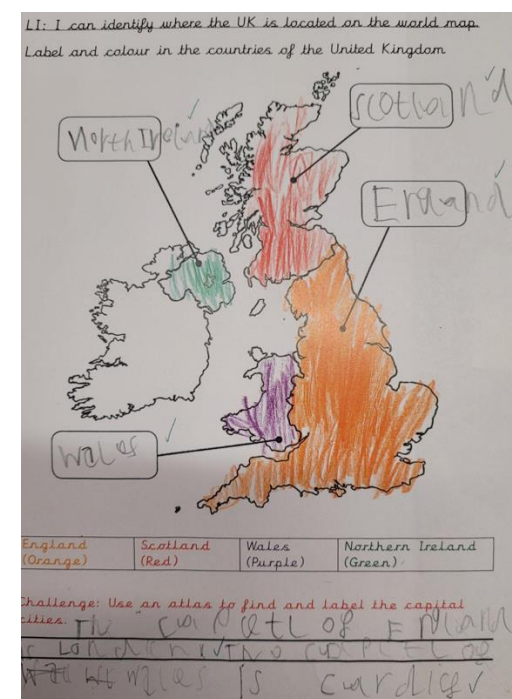 LI: I can identify where the UK is located on the world map.
Label and colour in the countries of the United Kingdom
Scotland
North Ireland
England
Wales
England (Orange) Scotland (Red) Wales (Purple) Northern Ireland (Green)
Challenge: Use an atlas to find and label the capital
cities. The of England
is London The of
Wales is